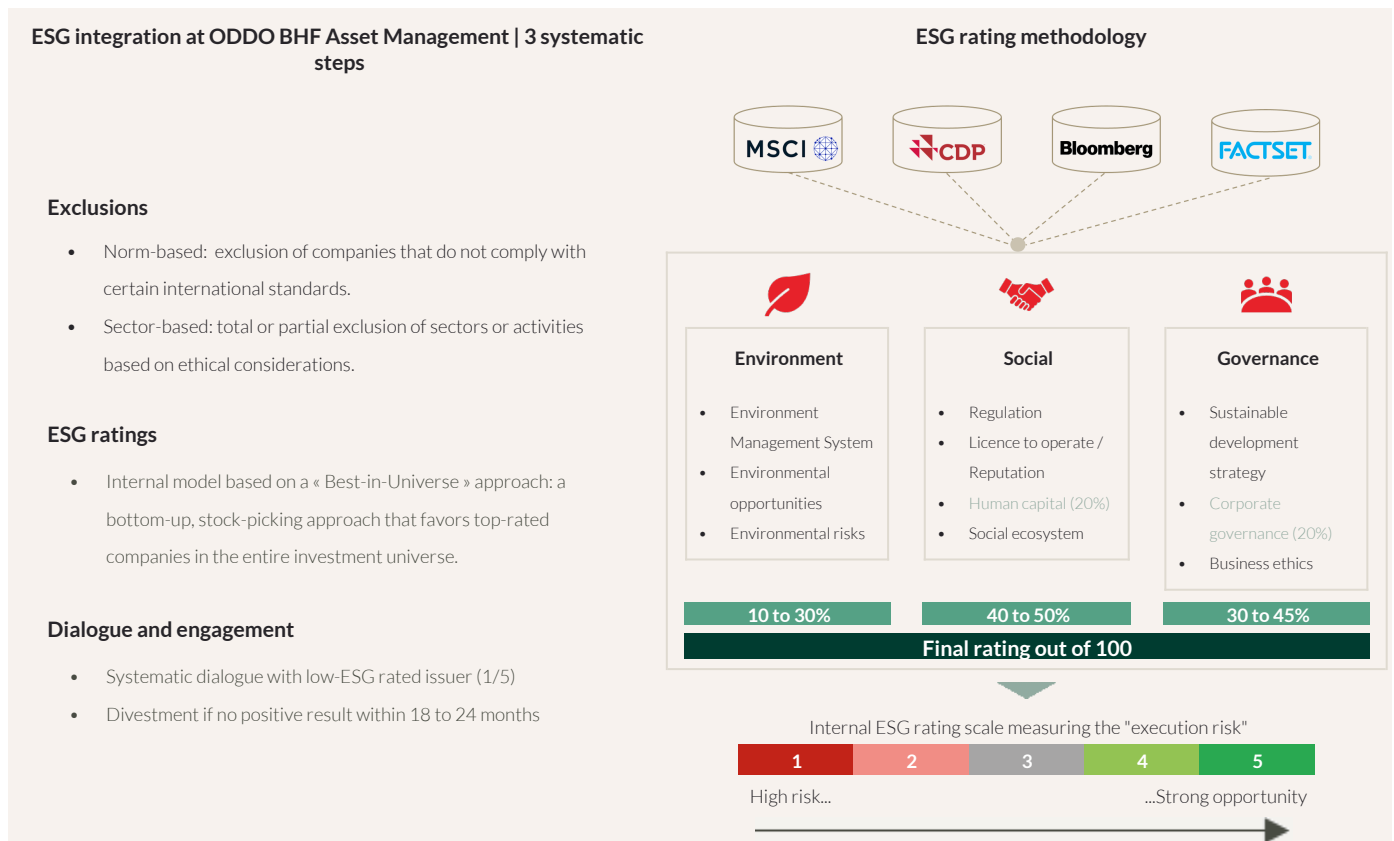 ESG integration at ODDO BHF Asset Management | 3 systematic
steps
Exclusions
• Norm-based:  exclusion of companies that do not comply with
certain international standards.
• Sector-based: total or partial exclusion of sectors or activities
based on ethical considerations.
ESG ratings
• Internal model based on a « Best-in-Universe » approach: a
bottom-up, stock-picking approach that favors top-rated
companies in the entire investment universe.
Dialogue and engagement
• Systematic dialogue with low-ESG rated issuer (1/5)
• Divestment if no positive result within 18 to 24 months
ESG rating methodology
MSCI
CDP
Bloomberg
FACTSET
Environment
• Environment
Management System
• Environmental
opportunities
• Environmental risks
10 to 30%
Social
• Regulation
• Licence to operate /
Reputation
• Human capital (20%)
• Social ecosystem
40 to 50%
Governance
• Sustainable
development
strategy
• Corporate
governance (20%)
• Business ethics
30 to 45%
Final rating out of 100
Internal ESG rating scale measuring the "execution risk"
1 2 3 4 5
High risk... ...Strong opportunity